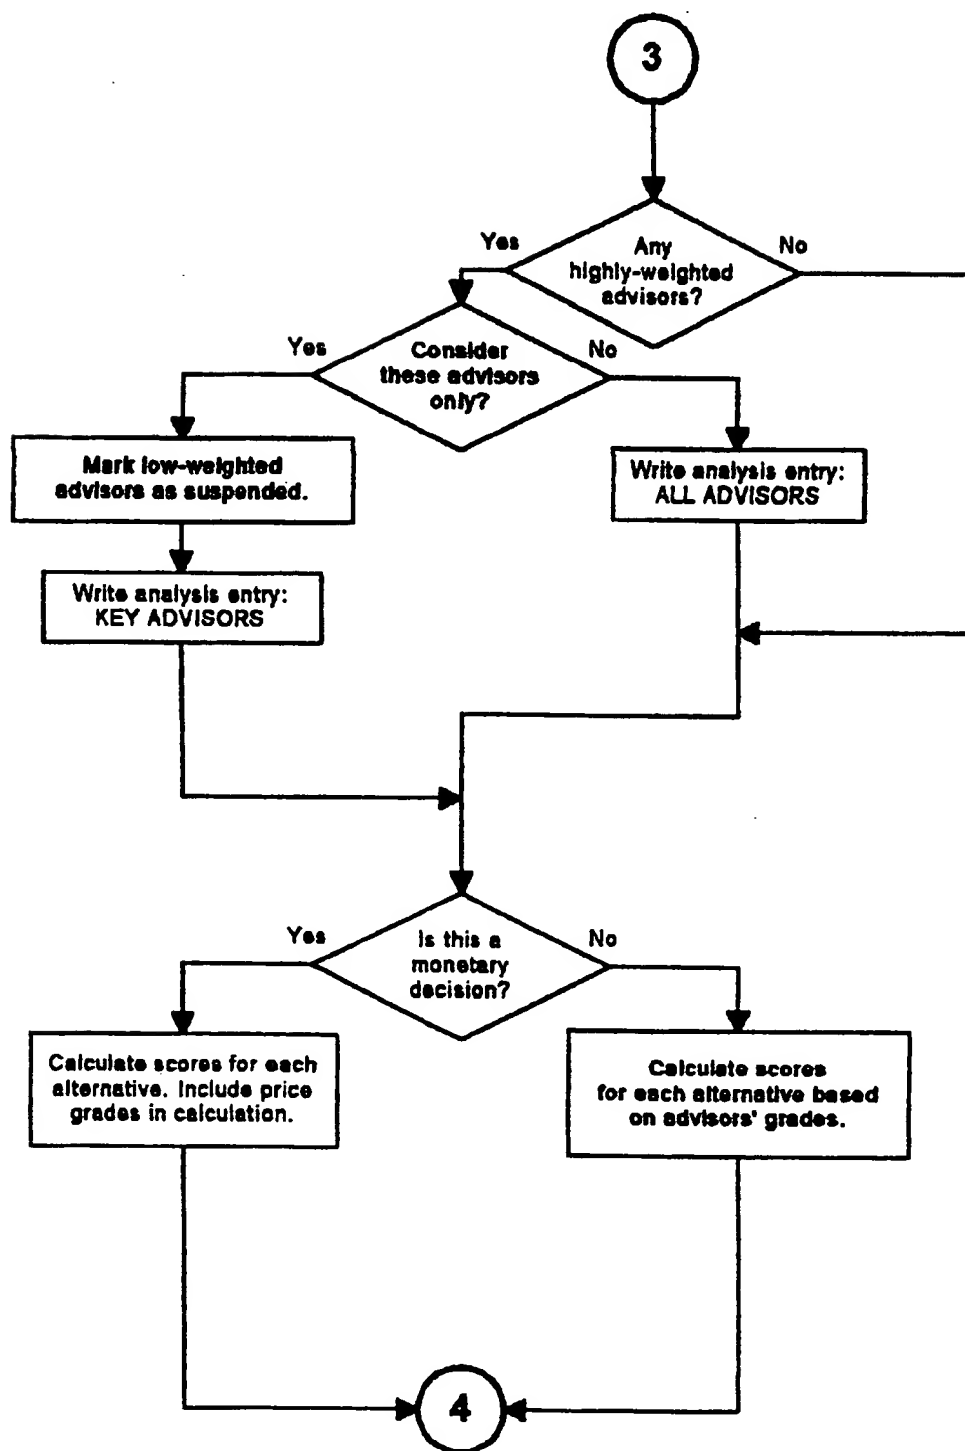 3
Yes
Any
No
highly-weighted
advisors?
Yes
Consider
No
these advisors
only?
Mark low-weighted
advisors as suspended.
Write analysis entry:
ALL ADVISORS
Write analysis entry:
KEY ADVISORS
Yes
Is this a
No
monetary
decision?
Calculate scores for each
alternative. Include price
grades in calculation.
Calculate scores
for each alternative based
on advisors' grades.
4